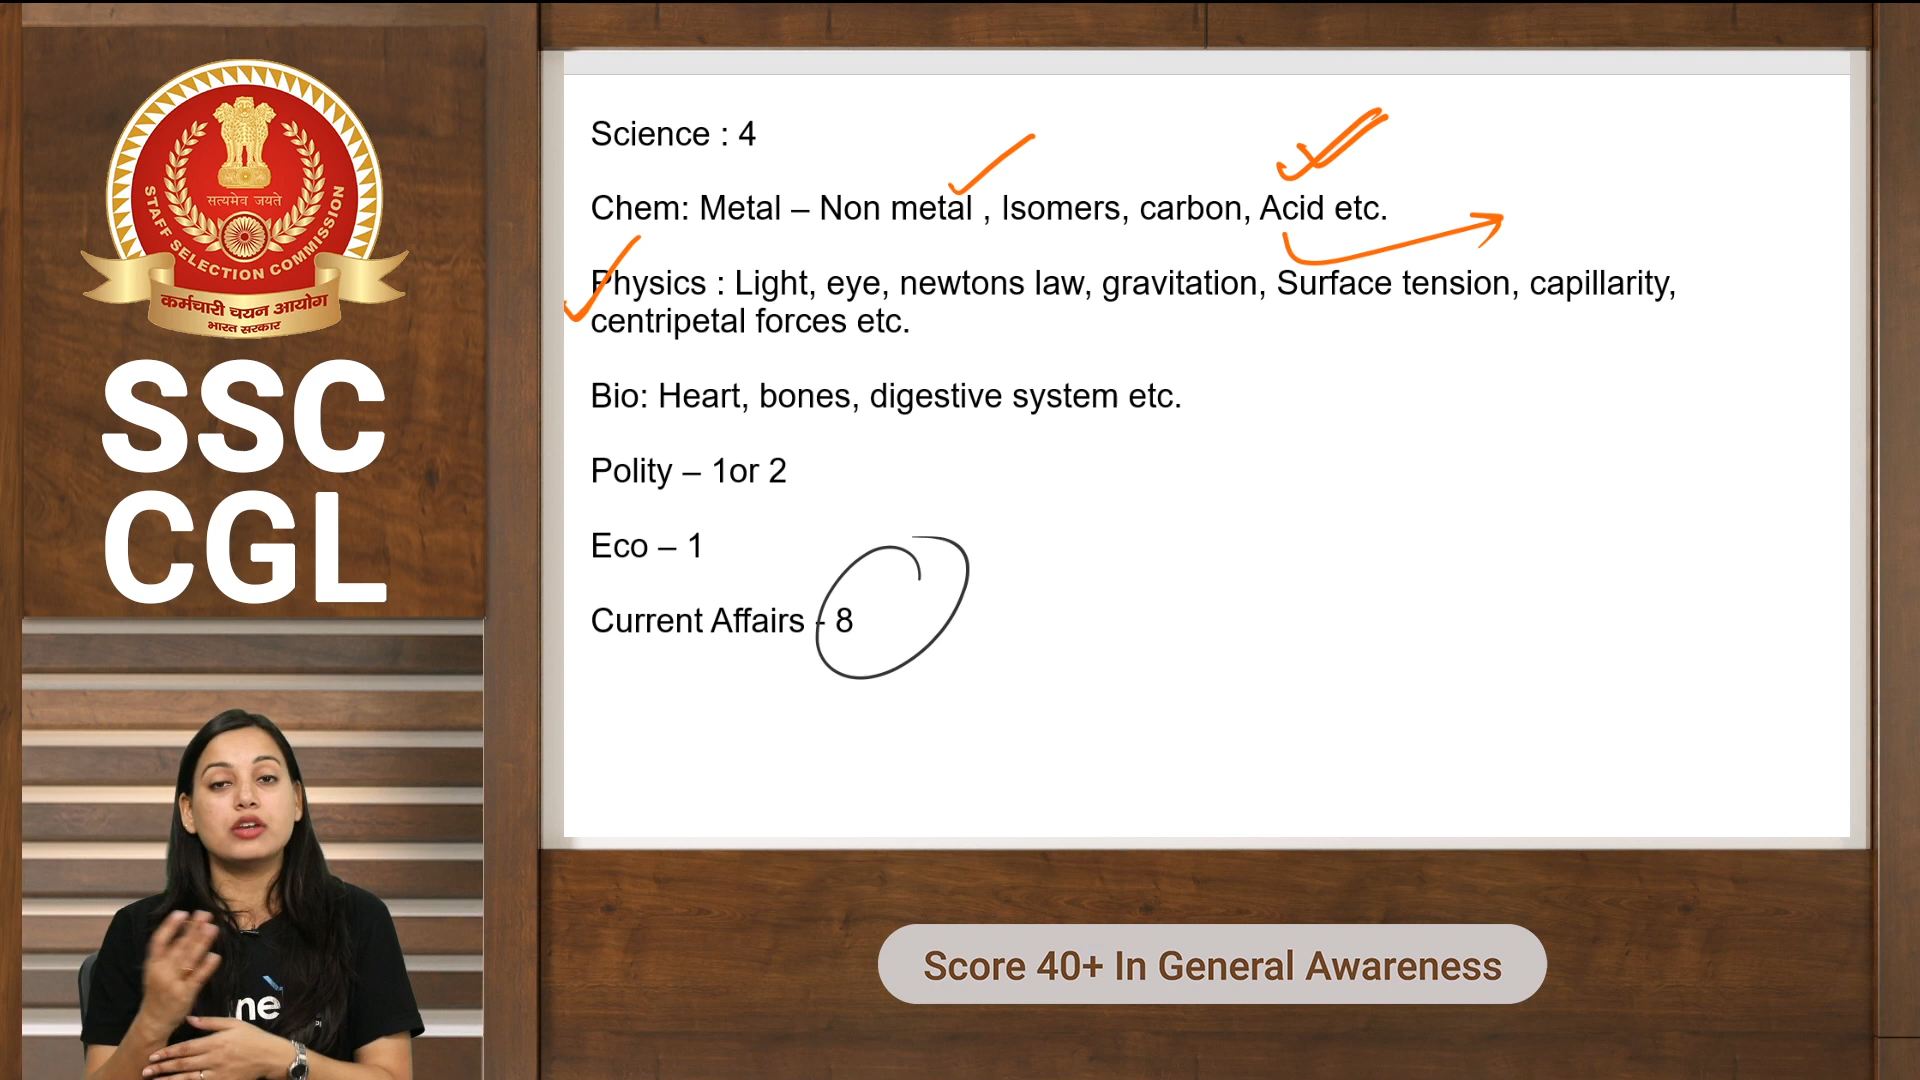 सत्यमेव जयते
STAFF SELECTION COMMISSION
कर्मचारी चयन आयोग
भारत सरकार
SSC
CGL
Science : 4
Chem: Metal – Non metal , Isomers, carbon, Acid etc.
Physics : Light, eye, newtons law, gravitation, Surface tension, capillarity,
centripetal forces etc.
Bio: Heart, bones, digestive system etc.
Polity – 1or 2
Eco – 1
Current Affairs - 8
Score 40+ In General Awareness
ne